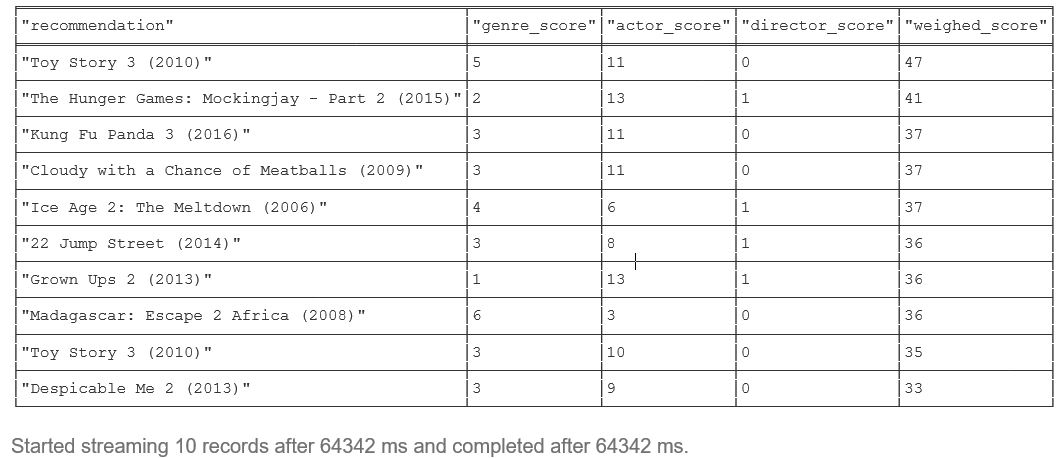 "recommendation" "genre_score" "actor_score" "director_score" "weighed_score"
"Toy Story 3 (2010)" 5 11 0 47
"The Hunger Games: Mockingjay - Part 2 (2015)" 2 13 1 41
"Kung Fu Panda 3 (2016)" 3 11 0 37
"Cloudy with a Chance of Meatballs (2009)" 3 11 0 37
"Ice Age 2: The Meltdown (2006)" 4 6 1 37
"22 Jump Street (2014)" 3 8 1 36
"Grown Ups 2 (2013)" 1 13 1 36
"Madagascar: Escape 2 Africa (2008)" 6 3 0 36
"Toy Story 3 (2010)" 3 10 0 35
"Despicable Me 2 (2013)" 3 9 0 33
Started streaming 10 records after 64342 ms and completed after 64342 ms.